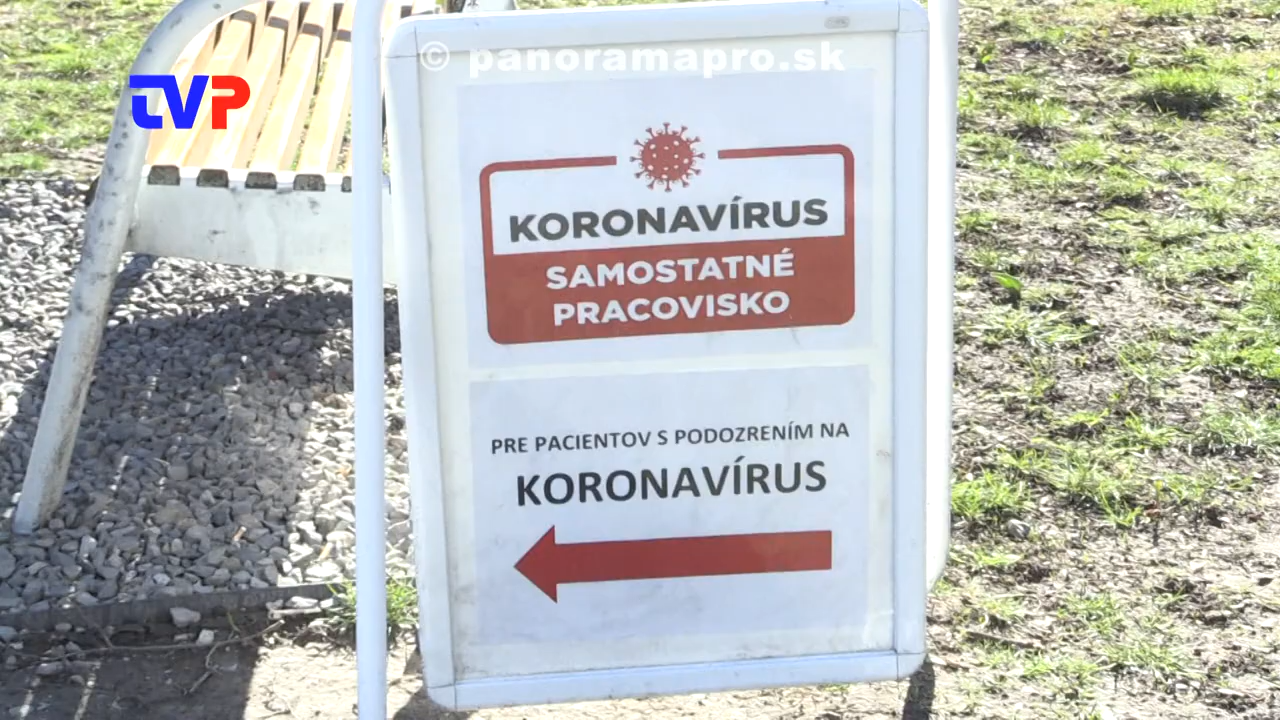 © panoramapro.sk
TVP
KORONAVÍRUS
SAMOSTATNÉ
PRACOVISKO
PRE PACIENTOV S PODOZRENÍM NA
KORONAVÍRUS